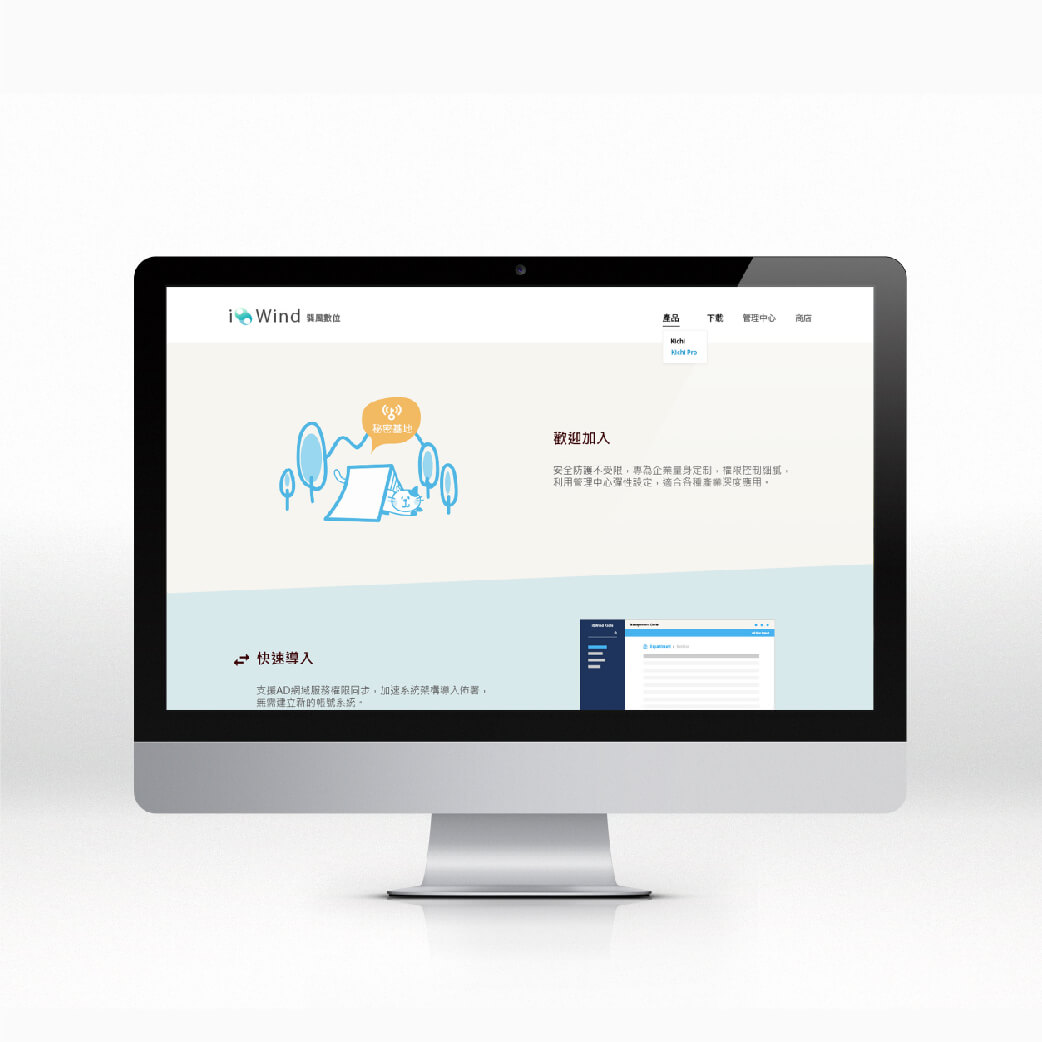 iWind 襲風數位
產品 下載 管理中心 商店
Kichi
Kichi Pro
秘密基地
歡迎加入
安全防護不受限，專為企業量身定制，權限控制細膩，
利用管理中心彈性設定，適合各種產業深度應用。
快速導入
支援AD網域服務權限同步，加速系統架構導入佈署，
無需建立新的帳號系統。
Department